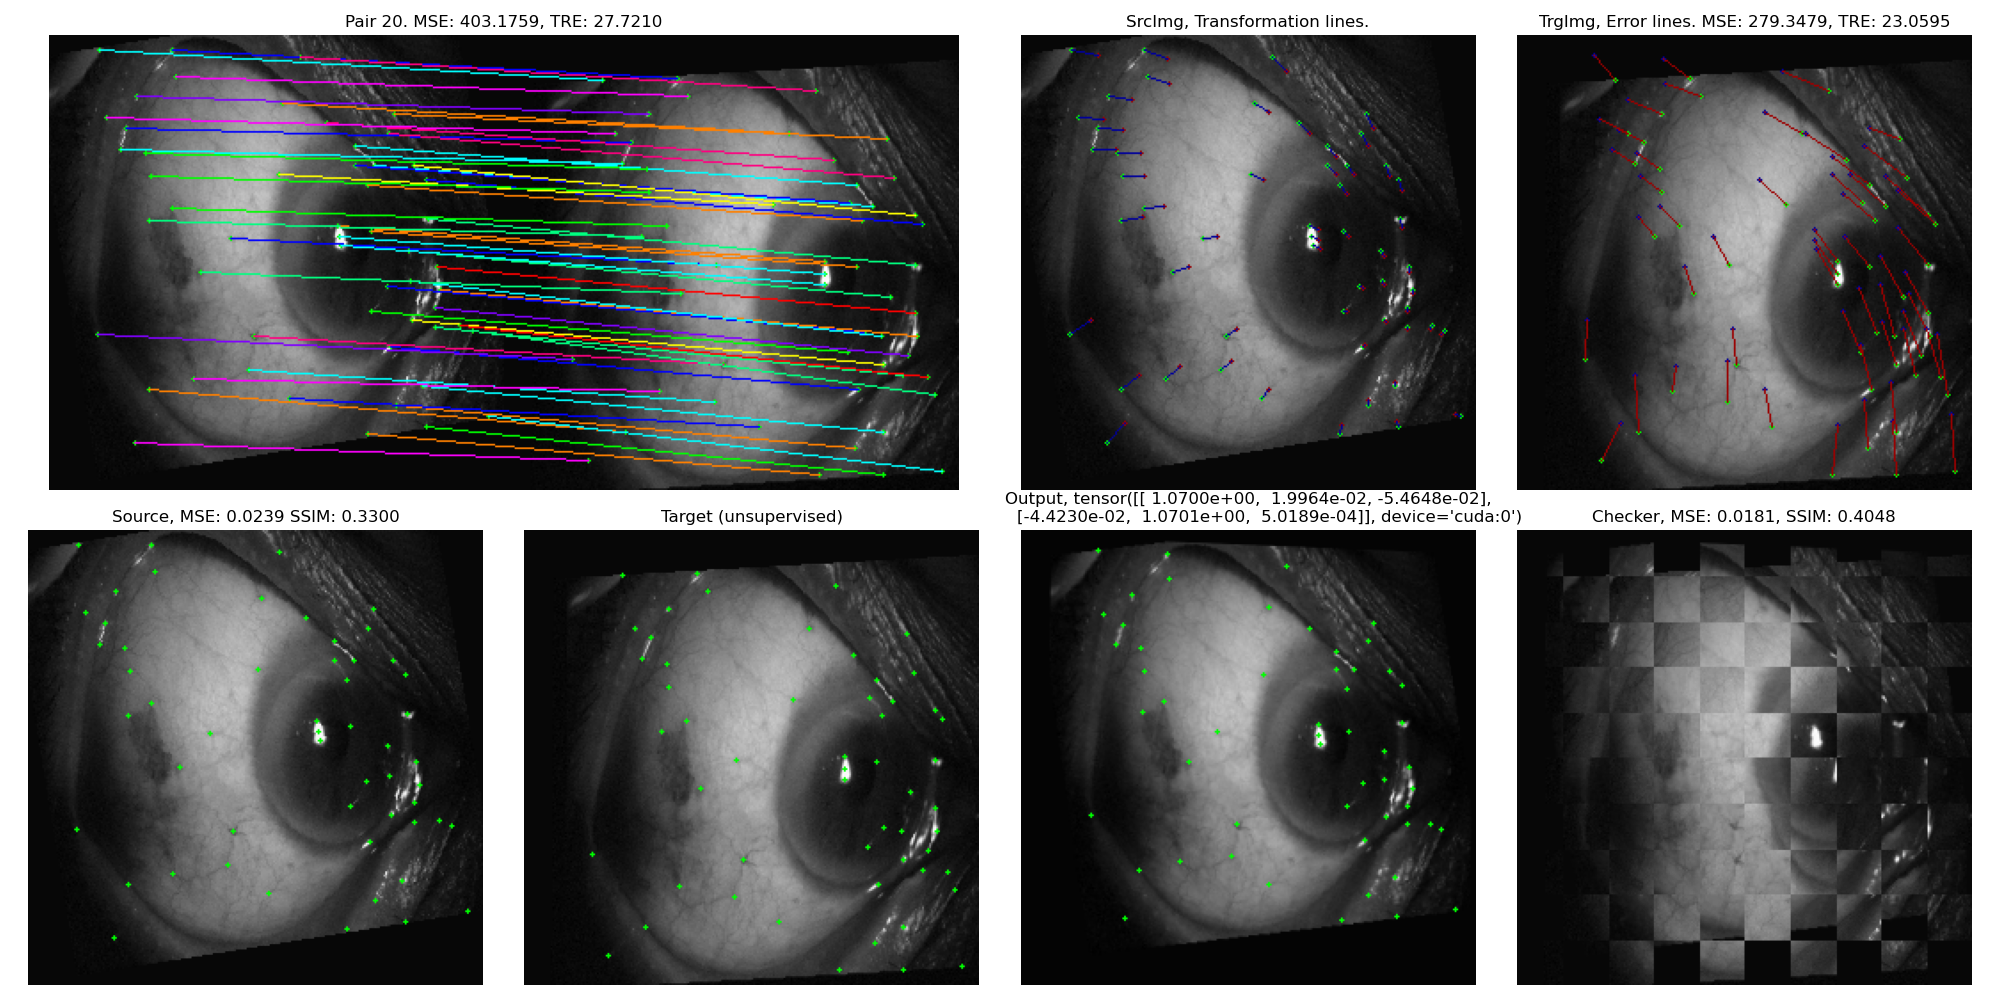 Pair 20. MSE: 403.1759, TRE: 27.7210
SrcImg, Transformation lines.
TrgImg, Error lines. MSE: 279.3479, TRE: 23.0595
Source, MSE: 0.0239 SSIM: 0.3300
Target (unsupervised)
Output, tensor([[ 1.0700e+00,  1.9964e-02, -5.4648e-02],
[-4.4230e-02,  1.0701e+00,  5.0189e-04]], device='cuda:0')
Checker, MSE: 0.0181, SSIM: 0.4048